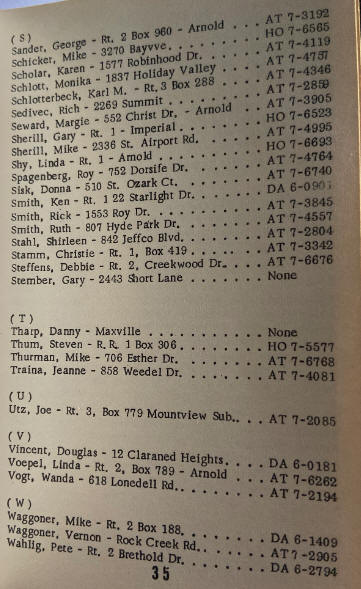 ( S )
Sander, George - Rt. 2 Box 960 - Arnold . . . AT 7-3192
Schicker, Mike - 3270 Bayvve. . . . . . . . . HO 7-6565
Scholar, Karen - 1577 Robinhood Dr. . . . . . AT 7-4119
Schlott, Monika - 1837 Holiday Valley . . . . AT 7-4757
Schlotterbeck, Karl M. - Rt. 3 Box 288 . . . . AT 7-4346
Sedivec, Rich - 2269 Summit . . . . . . . . . AT 7-2859
Seward, Margie - 552 Christ Dr. - Arnold . . . AT 7-3905
Sherill, Gary - Rt. 1 - Imperial . . . . . . . HO 7-6523
Sherill, Mike - 2336 St. Airport Rd. . . . . . AT 7-4995
Shy, Linda - Rt. 1 - Arnold . . . . . . . . . HO 7-6693
Spagenberg, Roy - 752 Dorsife Dr. . . . . . . AT 7-4764
Sisk, Donna - 510 St. Ozark Ct. . . . . . . . AT 7-6740
Smith, Ken - Rt. 1 22 Starlight Dr. . . . . . DA
Smith, Rick - 1553 Roy Dr. . . . . . . . . . . AT 7-3845
Smith, Ruth - 807 Hyde Park Dr. . . . . . . . AT 7-4557
Stahl, Shirleen - 842 Jeffco Blvd. . . . . . . AT 7-2804
Stamm, Christie - Rt. 1, Box 419 . . . . . . . AT 7-3342
Steffens, Debbie - Rt. 2, Creekwood Dr. . . . AT 7-6676
Stember, Gary - 2443 Short Lane . . . . . . . None
( T )
Tharp, Danny - Maxville . . . . . . . . . . . None
Thum, Steven - R. R. 1 Box 306 . . . . . . . . HO 7-5577
Thurman, Mike - 706 Esther Dr. . . . . . . . . AT 7-6768
Traina, Jeanne - 858 Weedel Dr. . . . . . . . AT 7-4081
( U )
Utz, Joe - Rt. 3, Box 779 Mountview Sub. . . . AT 7-2085
( V )
Vincent, Douglas - 12 Claraned Heights. . . . DA 6-0181
Voepel, Linda - Rt. 2, Box 789 - Arnold . . . AT 7-6262
Vogt, Wanda - 618 Lonedell Rd. . . . . . . . . AT 7-2194
( W )
Waggoner, Mike - Rt. 2 Box 188. . . . . . . . DA 6-1409
Waggoner, Vernon - Rock Creek Rd. . . . . . . AT 7-2905
Wahlig, Pete - Rt. 2 Brethold Dr. . . . . . . DA 6-2794
35